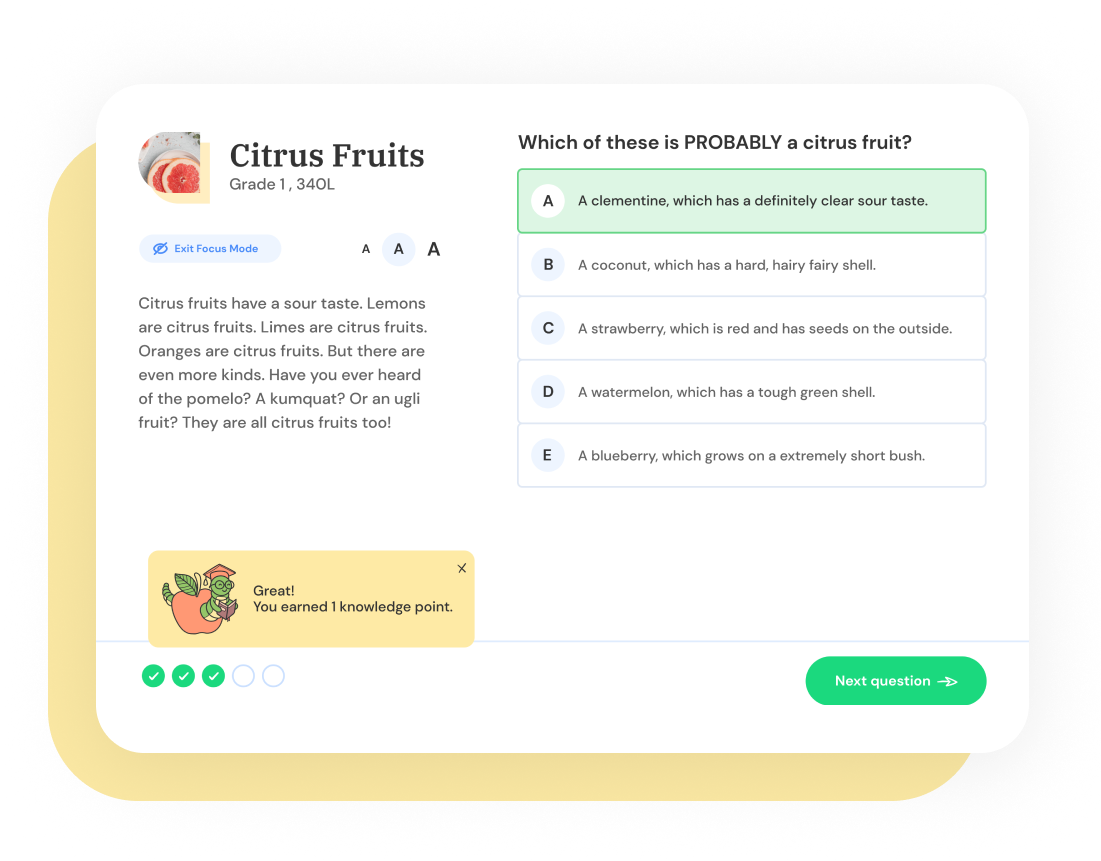 Citrus Fruits
Grade 1 , 340L
Exit Focus Mode
A A A
Citrus fruits have a sour taste. Lemons
are citrus fruits. Limes are citrus fruits.
Oranges are citrus fruits. But there are
even more kinds. Have you ever heard
of the pomelo? A kumquat? Or an ugli
fruit? They are all citrus fruits too!
Which of these is PROBABLY a citrus fruit?
A A clementine, which has a definitely clear sour taste.
B A coconut, which has a hard, hairy fairy shell.
C A strawberry, which is red and has seeds on the outside.
D A watermelon, which has a tough green shell.
E A blueberry, which grows on a extremely short bush.
Great!
You earned 1 knowledge point.
Next question